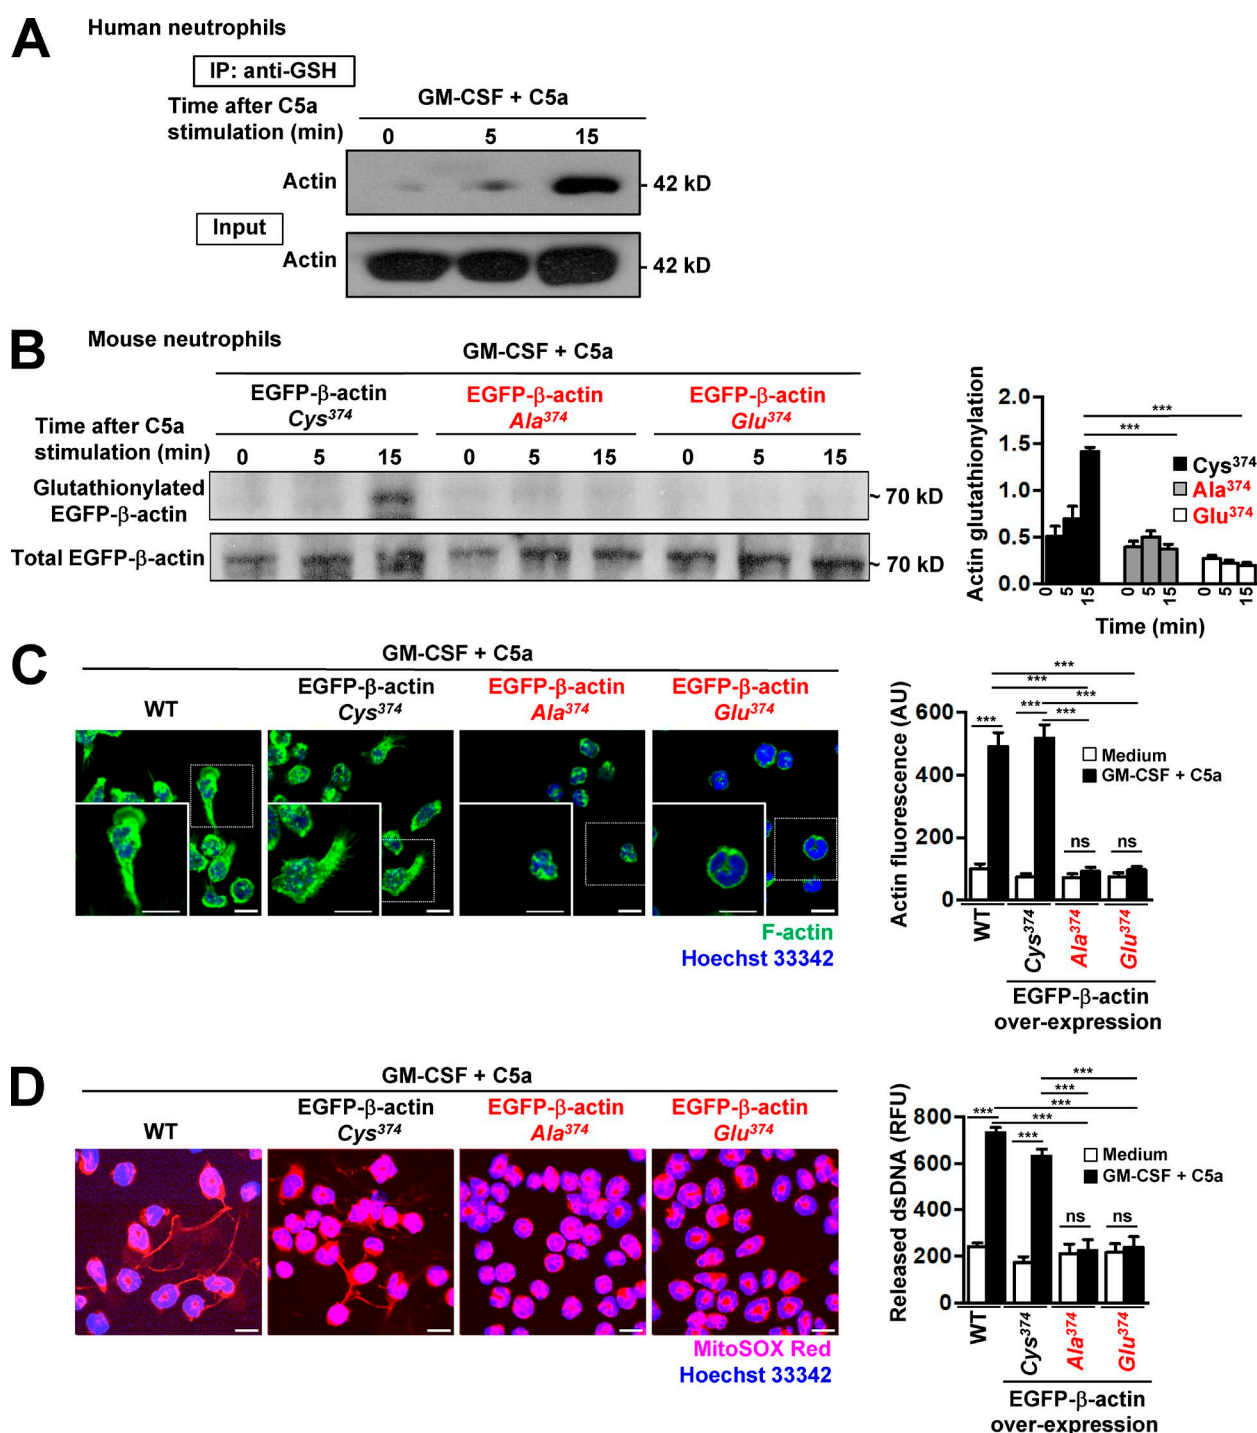 A
Human neutrophils
IP: anti-GSH
Time after C5a
stimulation (min)
GM-CSF + C5a
0 5 15
Actin
- 42 kD
Input
Actin
- 42 kD
B
Mouse neutrophils
GM-CSF + C5a
EGFP-β-actin EGFP-β-actin EGFP-β-actin
Cys³⁷⁴ Ala³⁷⁴ Glu³⁷⁴
Time after C5a
stimulation (min)
0 5 15 0 5 15 0 5 15
Glutathionylated
EGFP-β-actin
~ 70 kD
Total EGFP-β-actin
~ 70 kD
Actin glutathionylation
2.0
1.5
1.0
0.5
0.0
***
***
Cys³⁷⁴
Ala³⁷⁴
Glu³⁷⁴
0 5 15 0 5 15 0 5 15
Time (min)
C
GM-CSF + C5a
WT
EGFP-β-actin EGFP-β-actin EGFP-β-actin
Cys³⁷⁴ Ala³⁷⁴ Glu³⁷⁴
F-actin
Hoechst 33342
Actin fluorescence (AU)
600
400
200
0
***
***
*** *** ***
***
Medium
GM-CSF + C5a
ns ns
WT Cys³⁷⁴ Ala³⁷⁴ Glu³⁷⁴
EGFP-β-actin
over-expression
D
GM-CSF + C5a
WT
EGFP-β-actin EGFP-β-actin EGFP-β-actin
Cys³⁷⁴ Ala³⁷⁴ Glu³⁷⁴
MitoSOX Red
Hoechst 33342
Released dsDNA (RFU)
800
600
400
200
0
***
***
***
*** ***
***
Medium
GM-CSF + C5a
ns ns
WT Cys³⁷⁴ Ala³⁷⁴ Glu³⁷⁴
EGFP-β-actin
over-expression